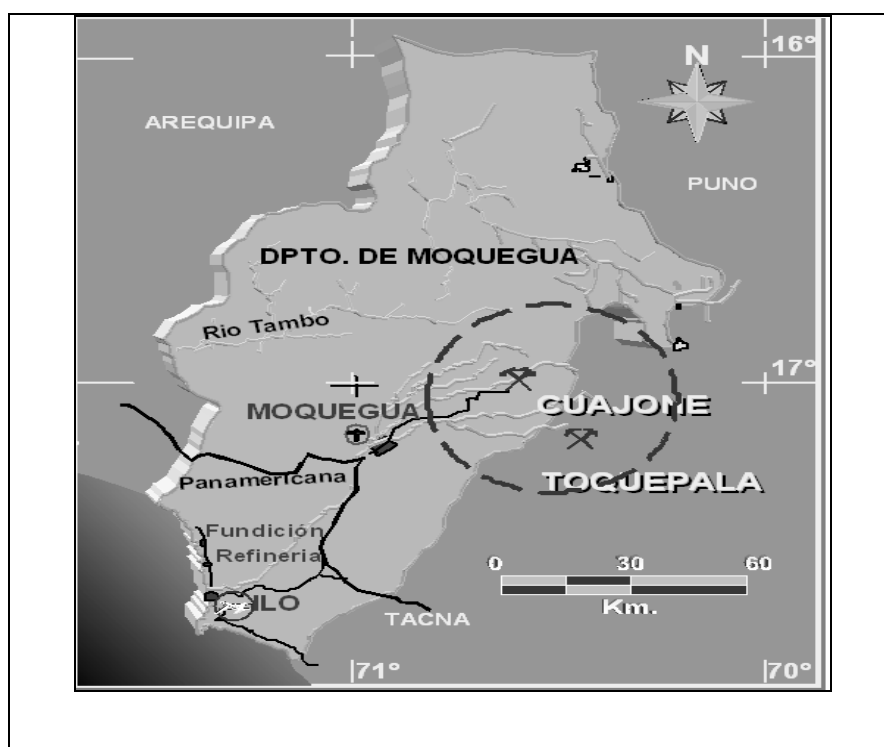 16°
N
AREQUIPA
PUNO
DPTO. DE MOQUEGUA
Rio Tambo
17°
MOQUEGUA
CUAJONE
TOQUEPALA
Panamericana
Fundición
Refineria
0 30 60
Km.
ILO
TACNA
71°
70°